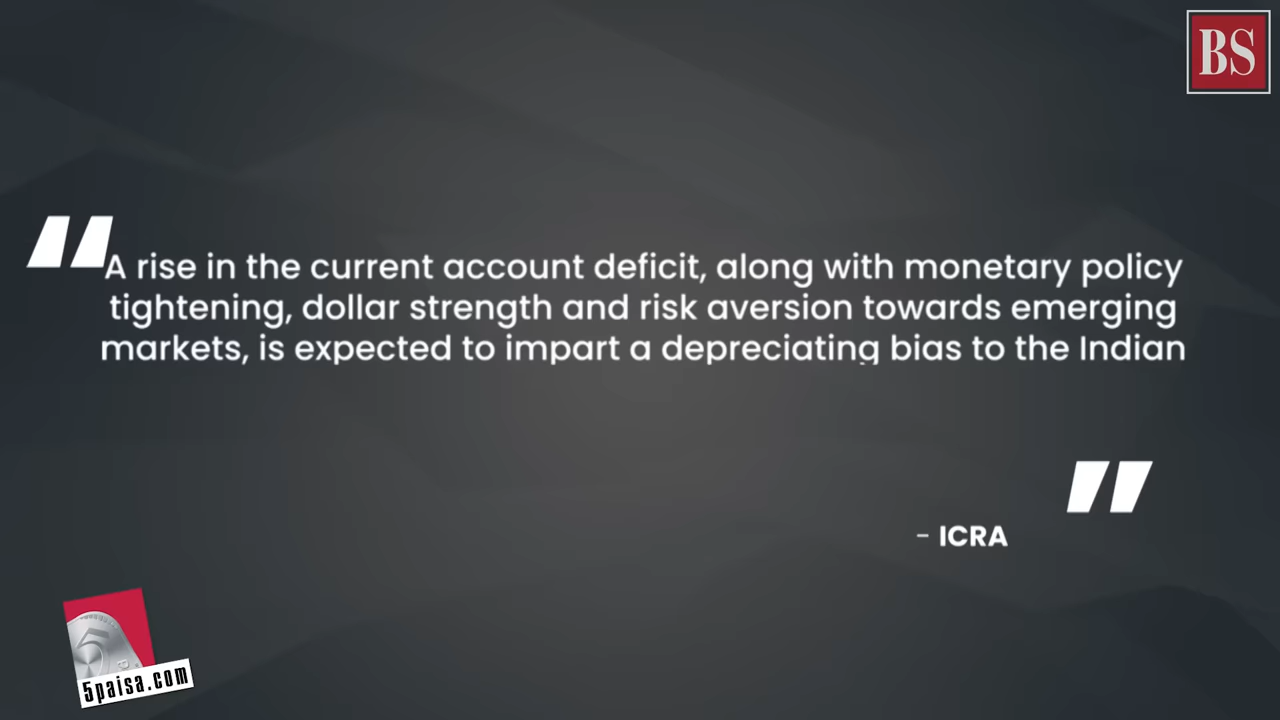 BS
“A rise in the current account deficit, along with monetary policy
tightening, dollar strength and risk aversion towards emerging
markets, is expected to impart a depreciating bias to the Indian
”
- ICRA
5
5paisa.com